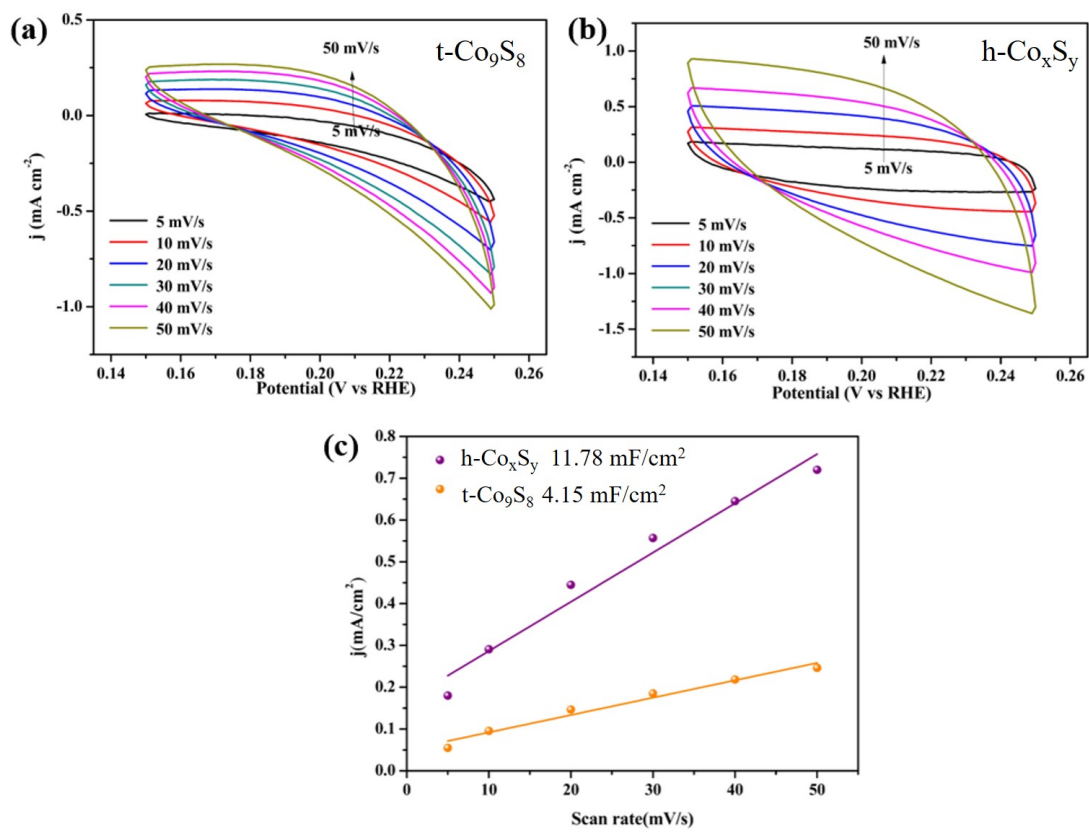 (a)
t-Co₉S₈
50 mV/s
5 mV/s
0.5
0.0
-0.5
-1.0
j (mA cm⁻²)
5 mV/s
10 mV/s
20 mV/s
30 mV/s
40 mV/s
50 mV/s
0.14 0.16 0.18 0.20 0.22 0.24 0.26
Potential (V vs RHE)
(b)
h-CoₓSᵧ
50 mV/s
5 mV/s
1.0
0.5
0.0
-0.5
-1.0
-1.5
j (mA cm⁻²)
5 mV/s
10 mV/s
20 mV/s
30 mV/s
40 mV/s
50 mV/s
0.14 0.16 0.18 0.20 0.22 0.24 0.26
Potential (V vs RHE)
(c)
h-CoₓSᵧ 11.78 mF/cm²
t-Co₉S₈ 4.15 mF/cm²
0.8
0.7
0.6
0.5
0.4
0.3
0.2
0.1
0.0
j(mA/cm²)
0 10 20 30 40 50
Scan rate(mV/s)